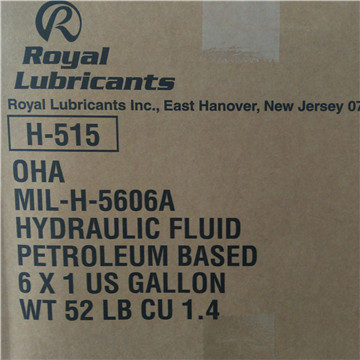 R
Royal
Lubricants
Royal Lubricants Inc., East Hanover, New Jersey 07
H-515
OHA
MIL-H-5606A
HYDRAULIC FLUID
PETROLEUM BASED
6 X 1 US GALLON
WT 52 LB CU 1.4